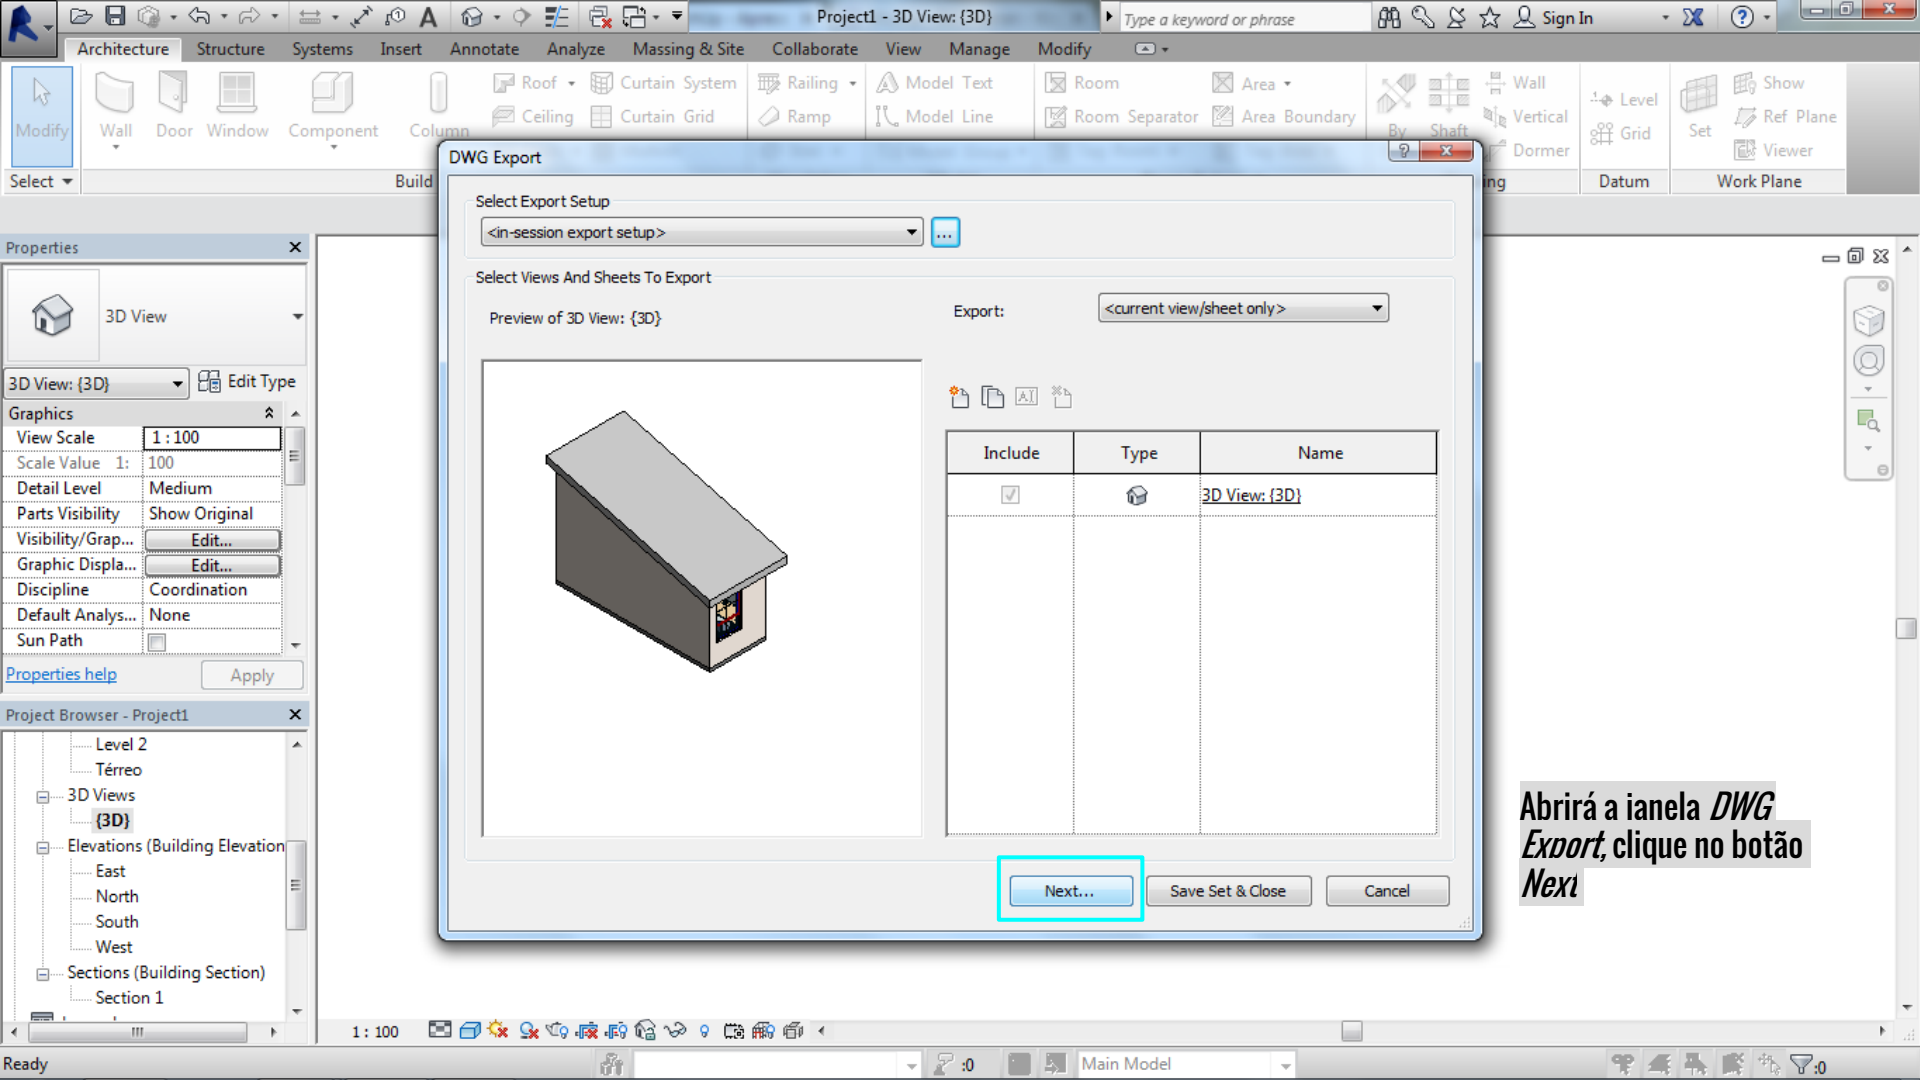 Project1 - 3D View: {3D}
Type a keyword or phrase
Sign In
Architecture Structure Systems Insert Annotate Analyze Massing & Site Collaborate View Manage Modify
Modify
Wall
Door
Window
Component
Column
Roof
Ceiling
Curtain System
Curtain Grid
Railing
Ramp
Model Text
Model Line
Room
Room Separator
Area
Area Boundary
By
Shaft
Wall
Vertical
Dormer
Level
Grid
Set
Show
Ref Plane
Viewer
Select
Build
ing
Datum
Work Plane
DWG Export
Select Export Setup
<in-session export setup>
...
Select Views And Sheets To Export
Preview of 3D View: {3D}
Export:
<current view/sheet only>
Include Type Name
3D View: {3D}
Next...
Save Set & Close
Cancel
Properties
3D View
3D View: {3D}
Edit Type
Graphics
View Scale 1 : 100
Scale Value 1: 100
Detail Level Medium
Parts Visibility Show Original
Visibility/Grap... Edit...
Graphic Displa... Edit...
Discipline Coordination
Default Analys... None
Sun Path
Properties help
Apply
Project Browser - Project1
Level 2
Térreo
3D Views
{3D}
Elevations (Building Elevation
East
North
South
West
Sections (Building Section)
Section 1
Abrirá a janela DWG
Export, clique no botão
Next
1 : 100
Ready
:0
Main Model
:0